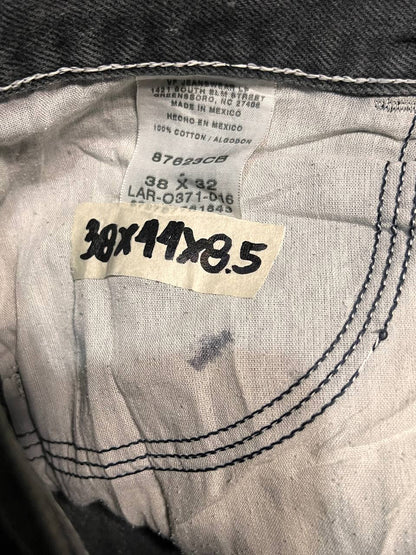 VF JEANSWEAR LP
1421 SOUTH ELM STREET
GREENSBORO, NC 27406
MADE IN MEXICO
HECHO EN MEXICO
100% COTTON / ALGODON
87623CB
38 X 32
LAR-O371-016
38x44x8.5